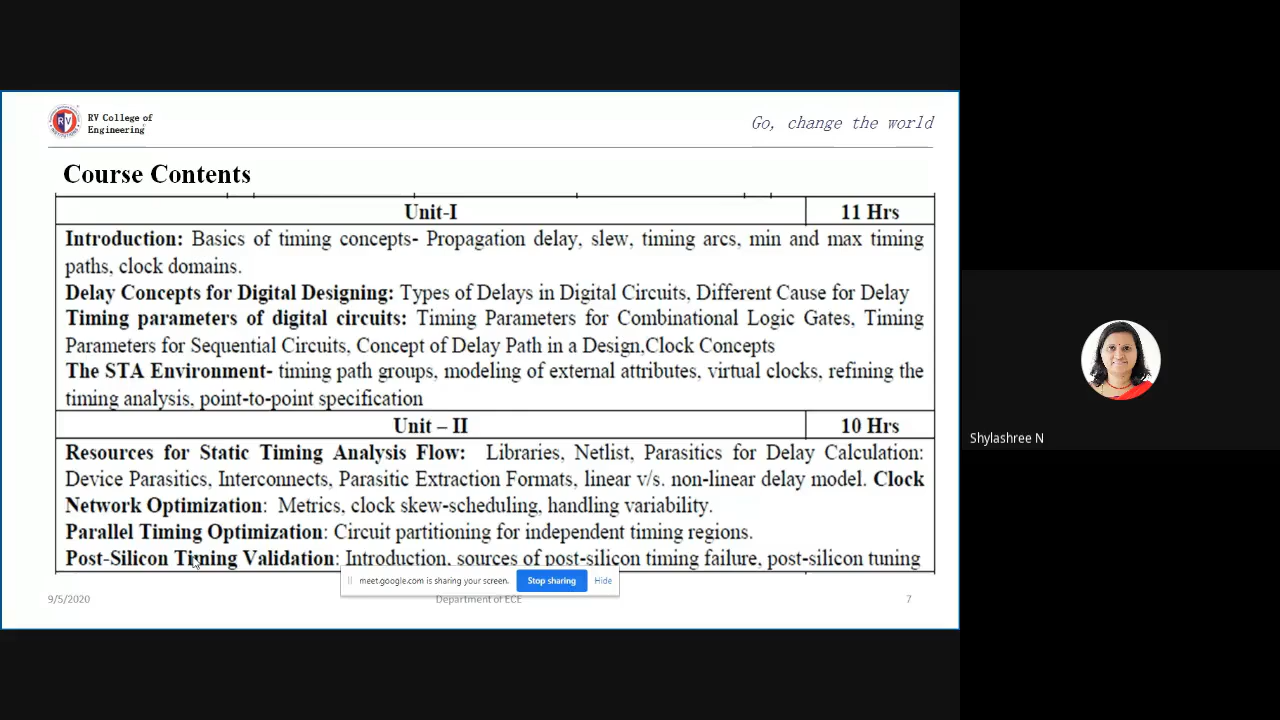 RV College of
Engineering
Go, change the world
Course Contents
Unit-I 11 Hrs
Introduction: Basics of timing concepts- Propagation delay, slew, timing arcs, min and max timing
paths, clock domains.
Delay Concepts for Digital Designing: Types of Delays in Digital Circuits, Different Cause for Delay
Timing parameters of digital circuits: Timing Parameters for Combinational Logic Gates, Timing
Parameters for Sequential Circuits, Concept of Delay Path in a Design,Clock Concepts
The STA Environment- timing path groups, modeling of external attributes, virtual clocks, refining the
timing analysis, point-to-point specification
Unit – II 10 Hrs
Resources for Static Timing Analysis Flow: Libraries, Netlist, Parasitics for Delay Calculation:
Device Parasitics, Interconnects, Parasitic Extraction Formats, linear v/s. non-linear delay model. Clock
Network Optimization: Metrics, clock skew-scheduling, handling variability.
Parallel Timing Optimization: Circuit partitioning for independent timing regions.
Post-Silicon Timing Validation: Introduction, sources of post-silicon timing failure, post-silicon tuning
meet.google.com is sharing your screen. Stop sharing Hide
9/5/2020 Department of ECE 7
Shylashree N